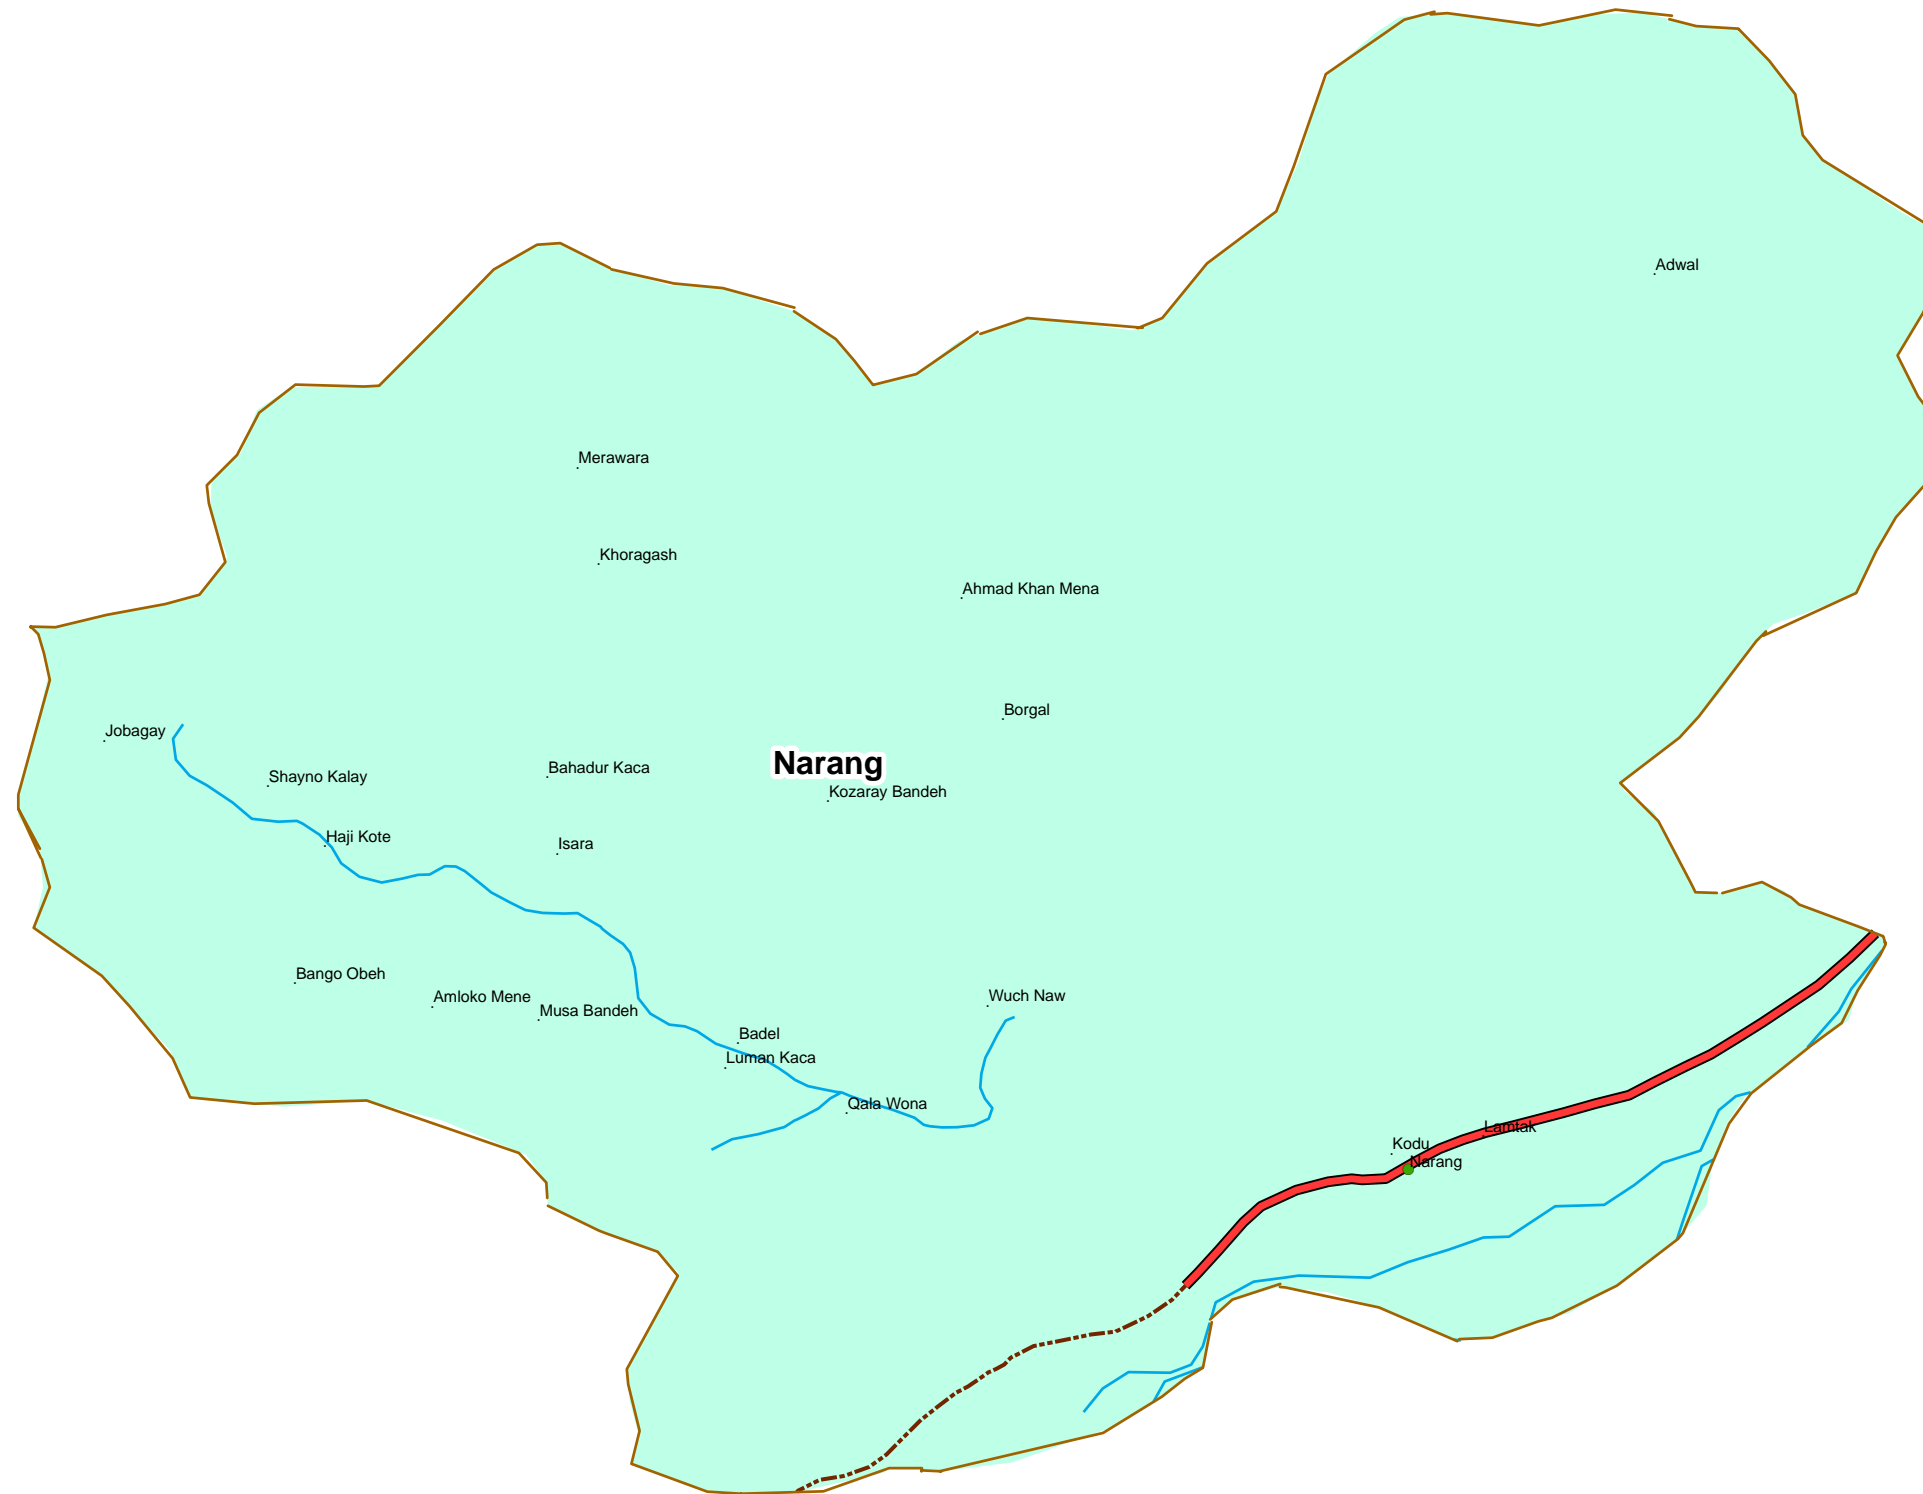 Adwal
Merawara
Khoragash
Ahmad Khan Mena
Borgal
Jobagay
Narang
Bahadur Kaca
Shayno Kalay
Kozaray Bandeh
Haji Kote
Isara
Bango Obeh
Amloko Mene
Wuch Naw
Musa Bandeh
Badel
Luman Kaca
Qala Wona
Lamtak
Kodu
Narang